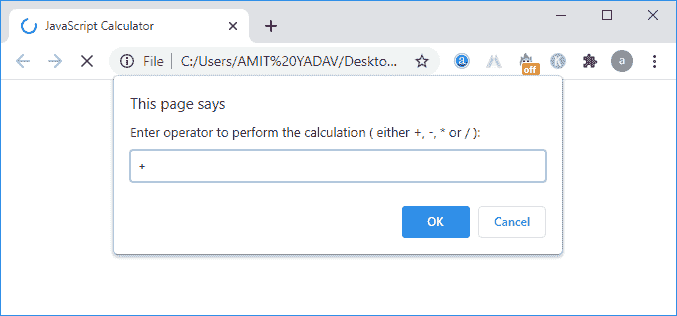 JavaScript Calculator
File | C:/Users/AMIT%20YADAV/Deskto...
off
a
a
This page says
Enter operator to perform the calculation ( either +, -, * or / ):
+
OK
Cancel